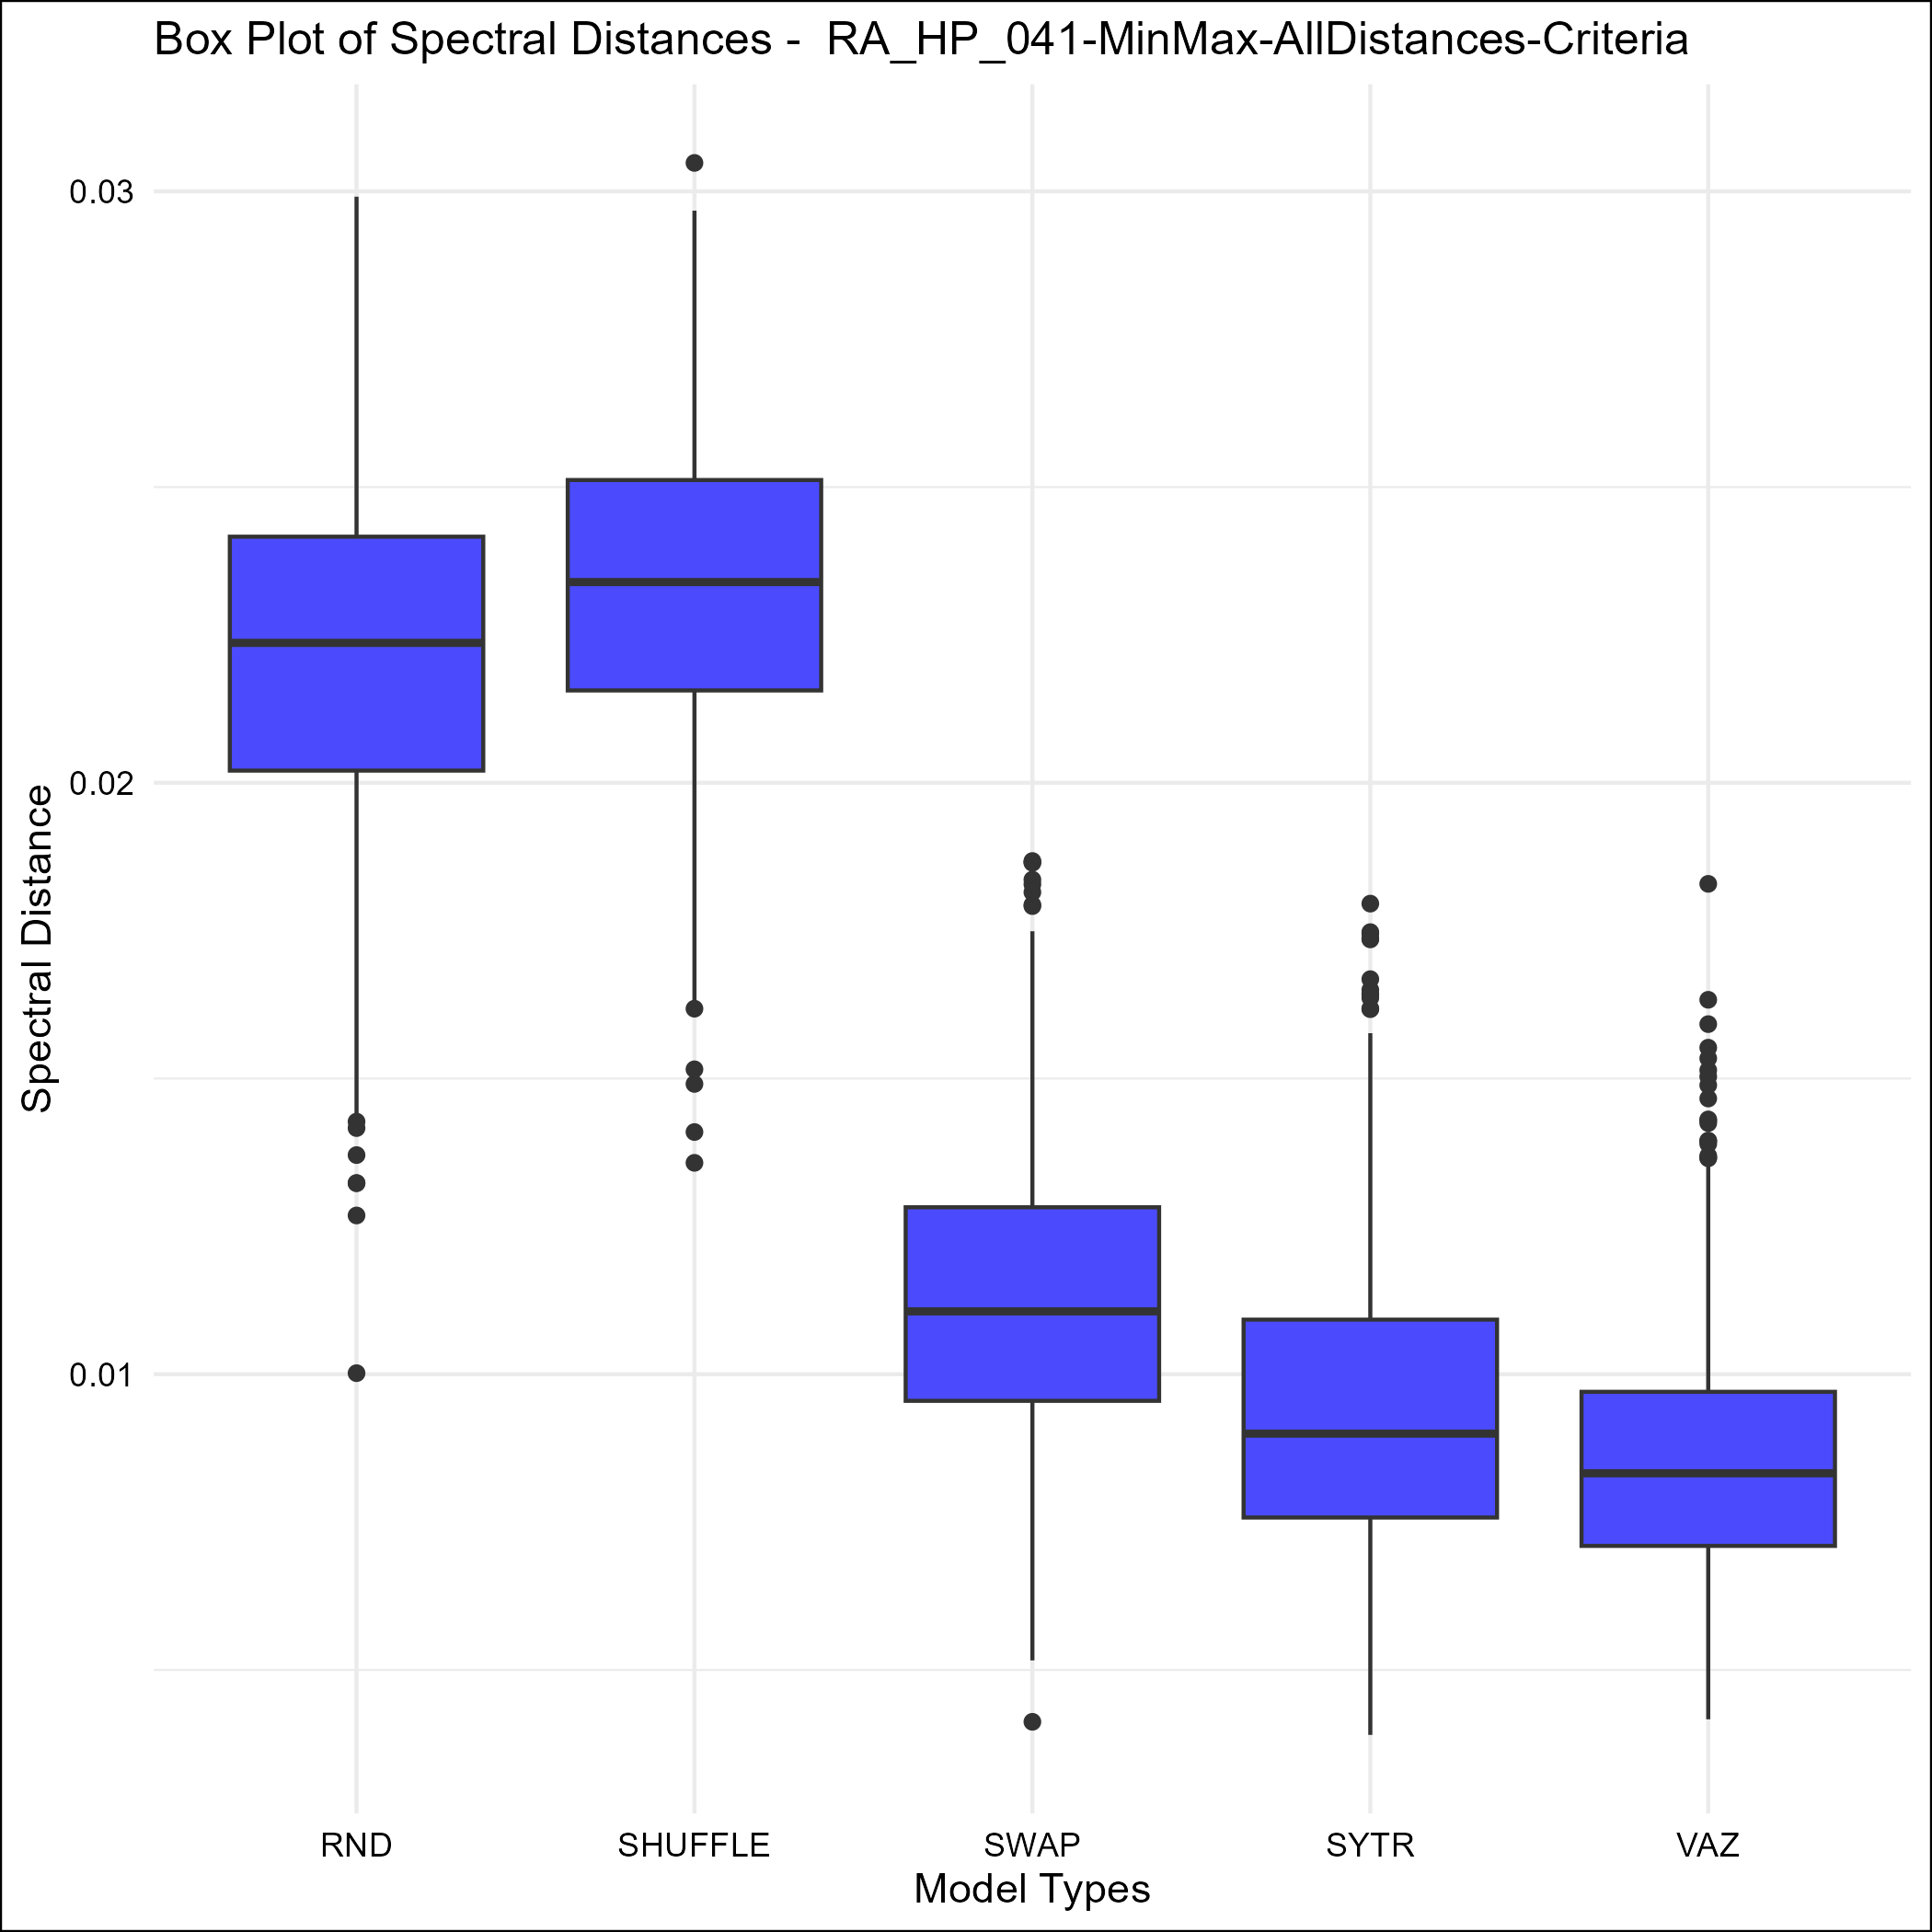 Box Plot of Spectral Distances -  RA_HP_041-MinMax-AllDistances-Criteria
Spectral Distance
0.03
0.02
0.01
RND SHUFFLE SWAP SYTR VAZ
Model Types